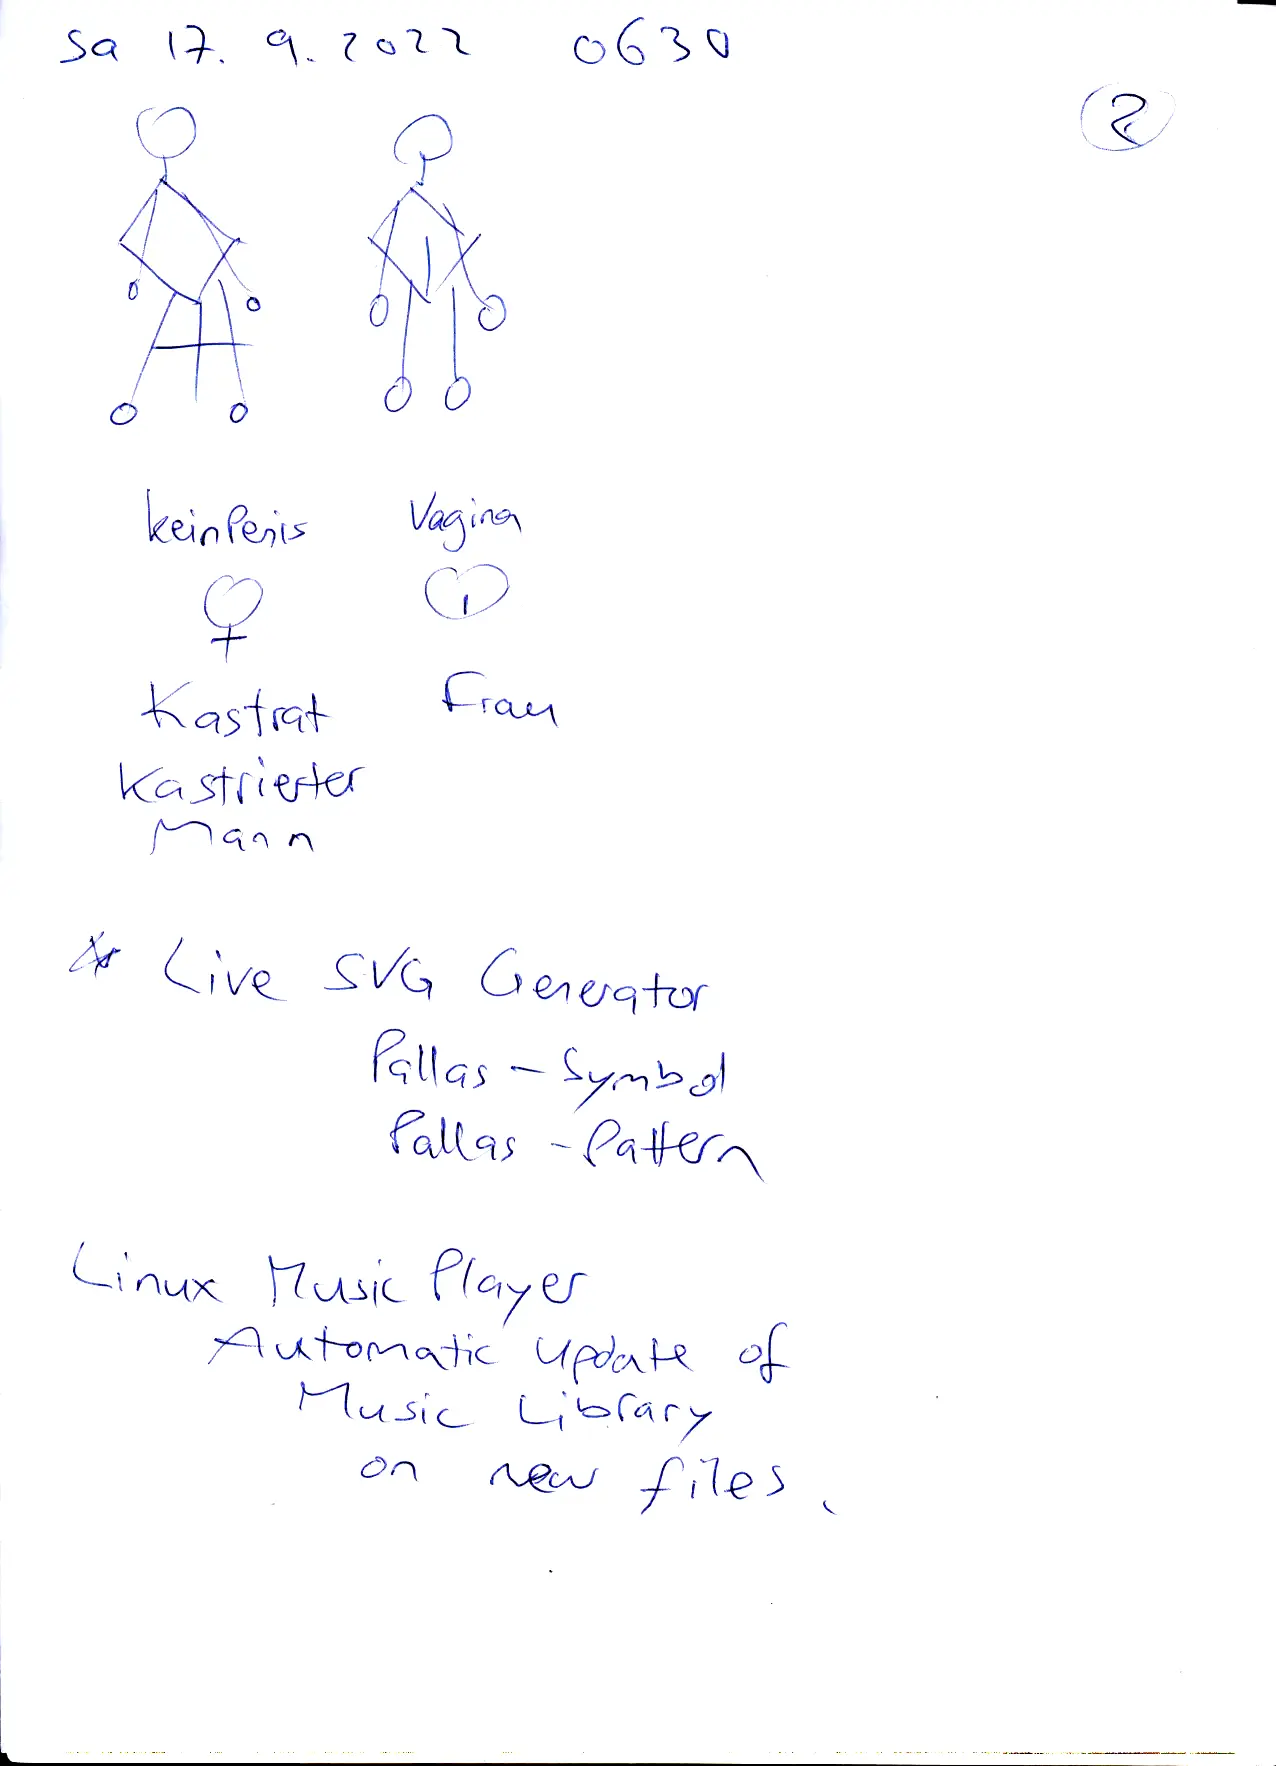 Sa 17. 9. 2022 0630
2
kein Penis Vagina
Kastrat Frau
Kastrierter
Mann
* Live SVG Generator
Pallas - Symbol
Pallas - Pattern
Linux Music Player
Automatic update of
Music Library
on new files.